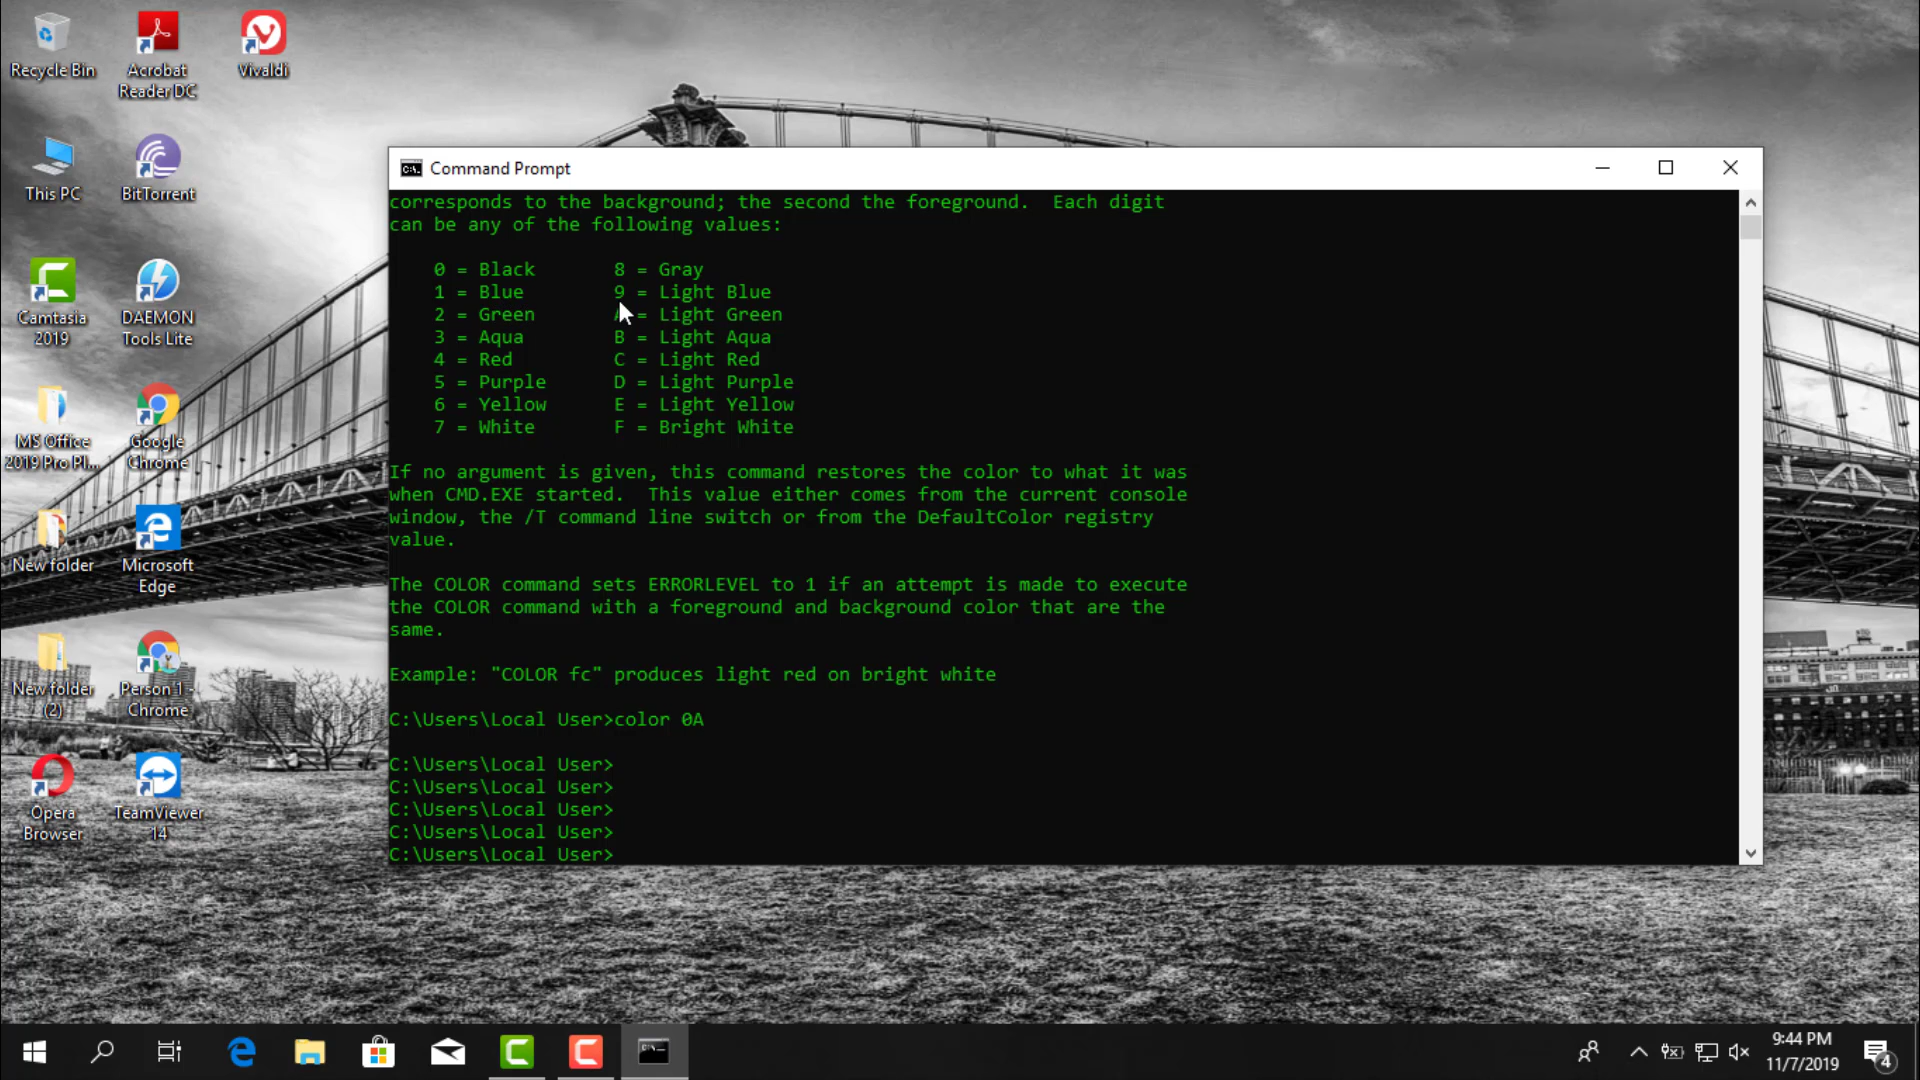 Recycle Bin
Acrobat
Reader DC
Vivaldi
This PC
BitTorrent
Camtasia
2019
DAEMON
Tools Lite
MS Office
2019 Pro Pl...
Google
Chrome
New folder
Microsoft
Edge
New folder
(2)
Person 1 -
Chrome
Opera
Browser
TeamViewer
14
Command Prompt
corresponds to the background; the second the foreground.  Each digit
can be any of the following values:
0 = Black       8 = Gray
1 = Blue        9 = Light Blue
2 = Green       A = Light Green
3 = Aqua        B = Light Aqua
4 = Red         C = Light Red
5 = Purple      D = Light Purple
6 = Yellow      E = Light Yellow
7 = White       F = Bright White
If no argument is given, this command restores the color to what it was
when CMD.EXE started.  This value either comes from the current console
window, the /T command line switch or from the DefaultColor registry
value.
The COLOR command sets ERRORLEVEL to 1 if an attempt is made to execute
the COLOR command with a foreground and background color that are the
same.
Example: "COLOR fc" produces light red on bright white
C:\Users\Local User>color 0A
C:\Users\Local User>
C:\Users\Local User>
C:\Users\Local User>
C:\Users\Local User>
C:\Users\Local User>
9:44 PM
11/7/2019
4